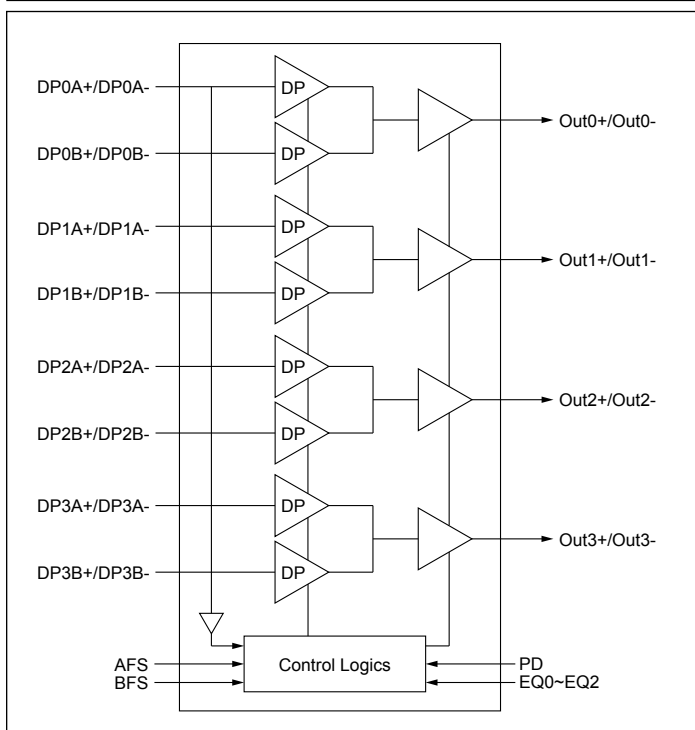 DP0A+/DP0A-
DP
Out0+/Out0-
DP0B+/DP0B-
DP
DP1A+/DP1A-
DP
Out1+/Out1-
DP1B+/DP1B-
DP
DP2A+/DP2A-
DP
Out2+/Out2-
DP2B+/DP2B-
DP
DP3A+/DP3A-
DP
Out3+/Out3-
DP3B+/DP3B-
DP
AFS
BFS
Control Logics
PD
EQ0~EQ2